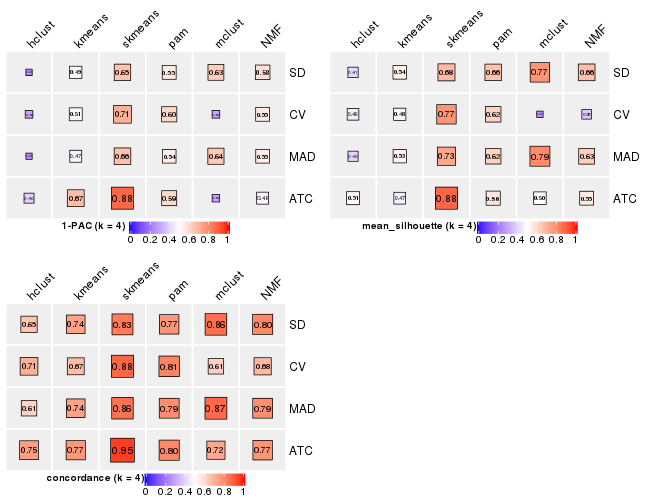 hclust kmeans skmeans pam mclust NMF
0.49 0.65 0.55 0.63 0.58 SD
0.51 0.71 0.60 0.55 CV
0.47 0.66 0.54 0.64 0.55 MAD
0.40 0.67 0.88 0.59 0.48 ATC
1-PAC (k = 4)
0 0.2 0.4 0.6 0.8 1
hclust kmeans skmeans pam mclust NMF
0.41 0.54 0.68 0.66 0.77 0.66 SD
0.46 0.48 0.77 0.62 CV
0.40 0.53 0.73 0.62 0.79 0.63 MAD
0.51 0.47 0.88 0.56 0.50 0.55 ATC
mean_silhouette (k = 4)
0 0.2 0.4 0.6 0.8 1
hclust kmeans skmeans pam mclust NMF
0.65 0.74 0.83 0.77 0.86 0.80 SD
0.71 0.67 0.88 0.81 0.61 0.68 CV
0.61 0.74 0.86 0.79 0.87 0.79 MAD
0.75 0.77 0.95 0.80 0.72 0.77 ATC
concordance (k = 4)
0 0.2 0.4 0.6 0.8 1